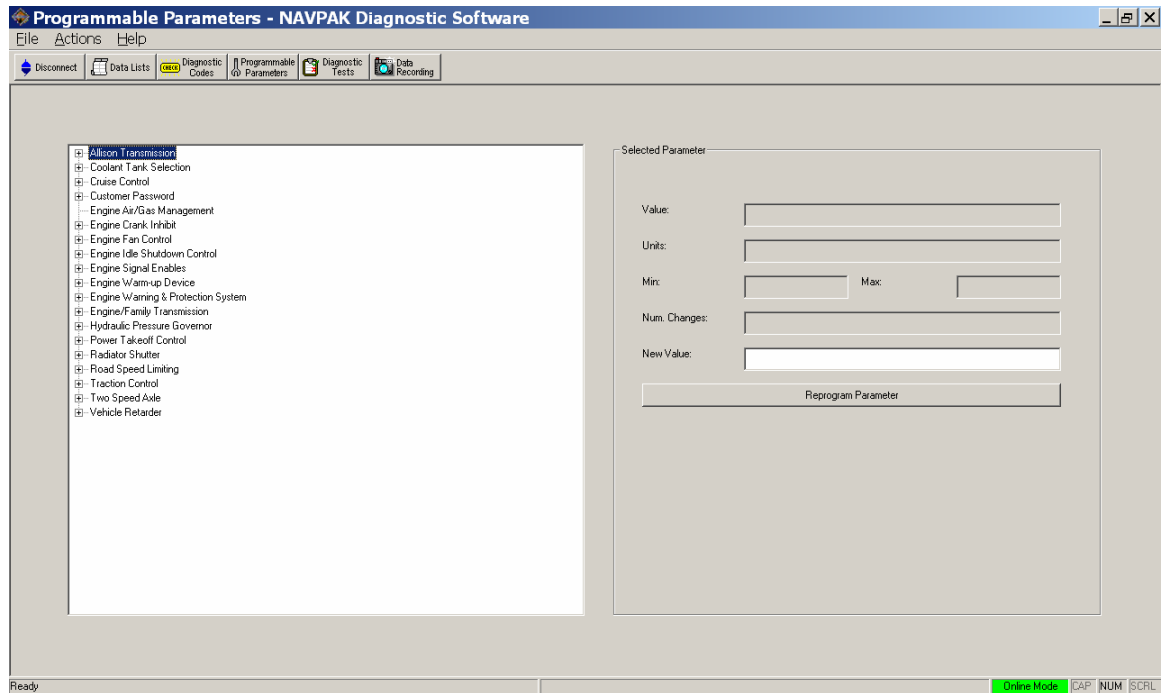 Programmable Parameters - NAVPAK Diagnostic Software
File Actions Help
Disconnect
Data Lists
CHECK
Diagnostic
Codes
Programmable
Parameters
Diagnostic
Tests
Data
Recording
Allison Transmission
Coolant Tank Selection
Cruise Control
Customer Password
Engine Air/Gas Management
Engine Crank Inhibit
Engine Fan Control
Engine Idle Shutdown Control
Engine Signal Enables
Engine Warm-up Device
Engine Warning & Protection System
Engine/Family Transmission
Hydraulic Pressure Governor
Power Takeoff Control
Radiator Shutter
Road Speed Limiting
Traction Control
Two Speed Axle
Vehicle Retarder
Selected Parameter
Value:
Units:
Min: Max:
Num. Changes:
New Value:
Reprogram Parameter
Ready Online Mode CAP NUM SCRL